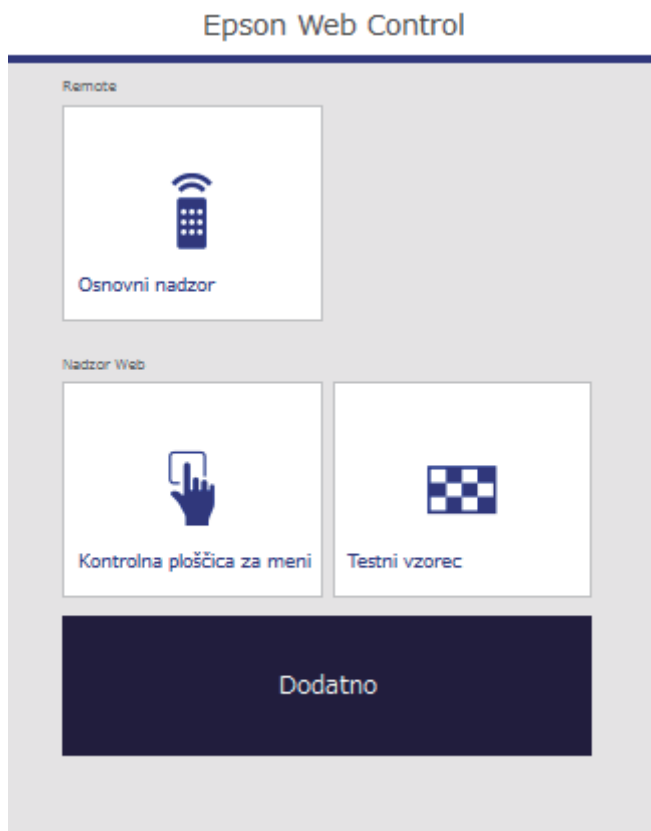 Epson Web Control
Remote
Osnovni nadzor
Nadzor Web
Kontrolna ploščica za meni
Testni vzorec
Dodatno